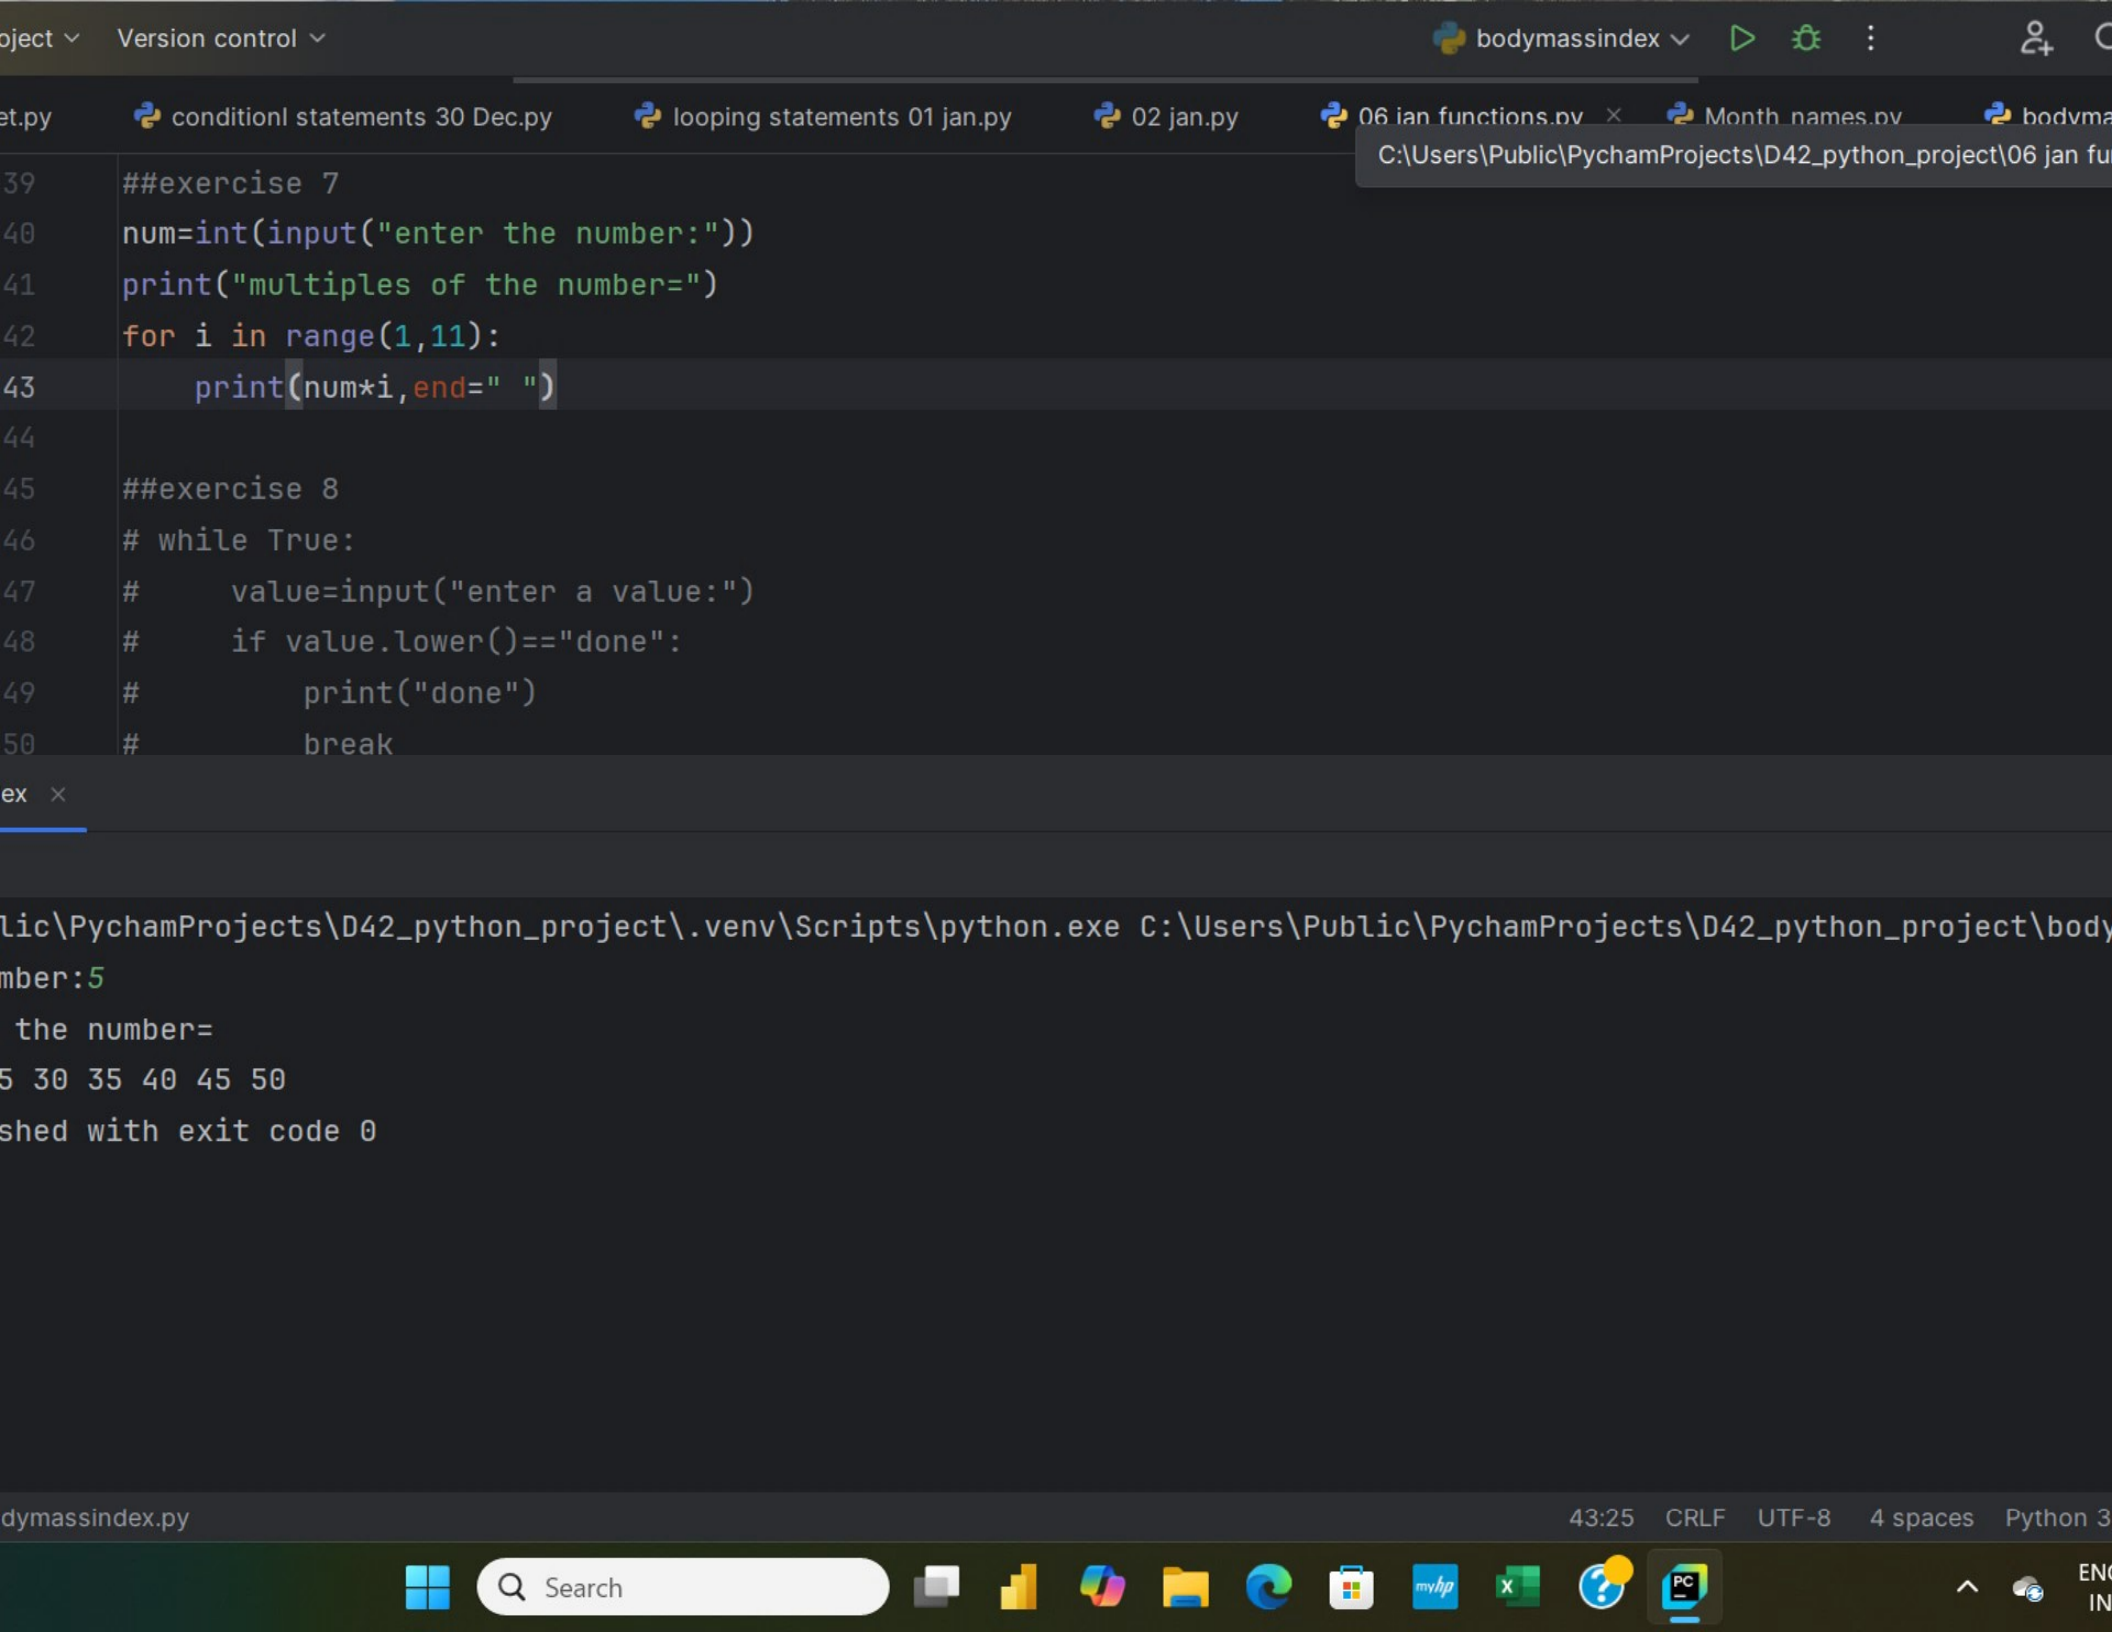 oject Version control bodymassindex
et.py conditionl statements 30 Dec.py looping statements 01 jan.py 02 jan.py 06 jan functions.py Month names.py bodyma
C:\Users\Public\PychamProjects\D42_python_project\06 jan fu
39 ##exercise 7
40 num=int(input("enter the number:"))
41 print("multiples of the number=")
42 for i in range(1,11):
43     print(num*i,end=" ")
44
45 ##exercise 8
46 # while True:
47 #     value=input("enter a value:")
48 #     if value.lower()=="done":
49 #         print("done")
50 #         break
ex
lic\PychamProjects\D42_python_project\.venv\Scripts\python.exe C:\Users\Public\PychamProjects\D42_python_project\body
mber:5
the number=
5 30 35 40 45 50
shed with exit code 0
dymassindex.py 43:25 CRLF UTF-8 4 spaces Python 3
Search myhp PC ENG
IN